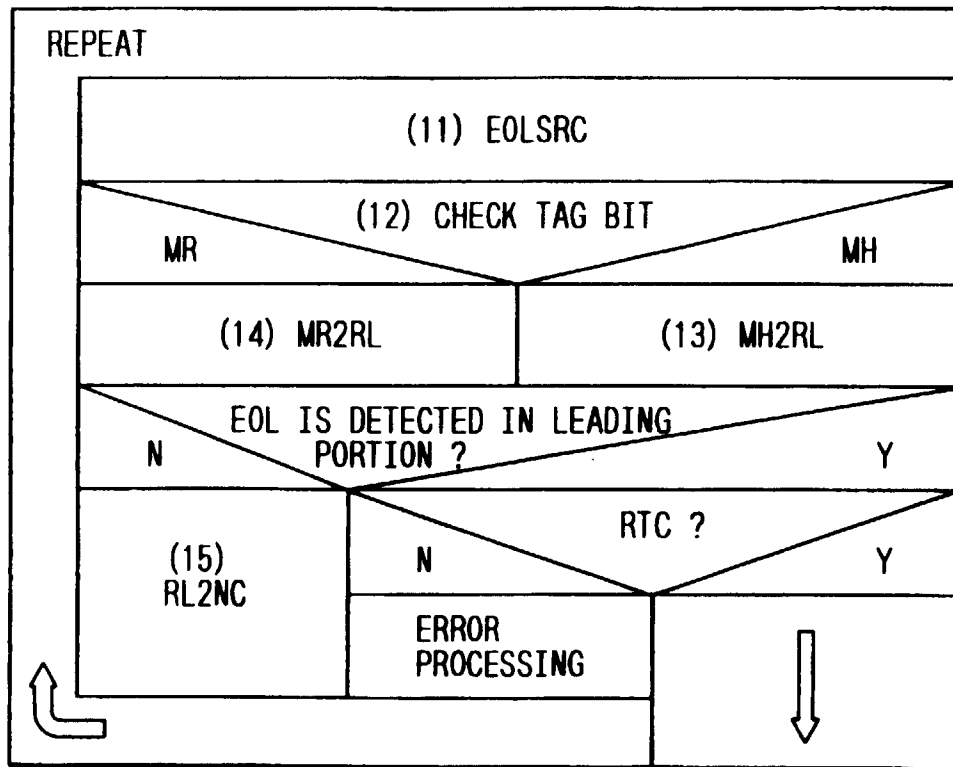 REPEAT
(11) EOLSRC
(12) CHECK TAG BIT
MR
MH
(14) MR2RL
(13) MH2RL
EOL IS DETECTED IN LEADING
PORTION ?
N
Y
RTC ?
(15)
RL2NC
N
Y
ERROR
PROCESSING